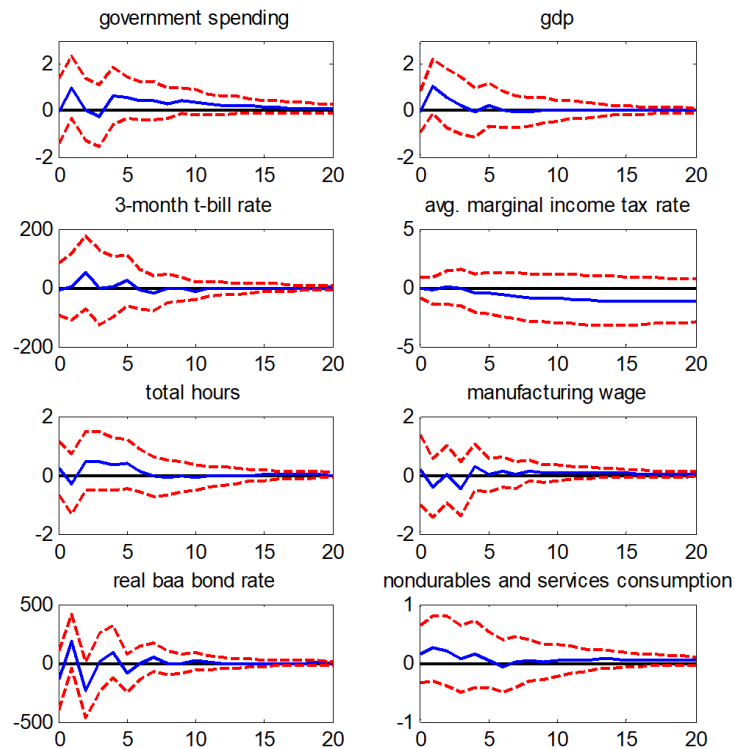 government spending
gdp
2
0
-2
0 5 10 15 20
2
0
-2
0 5 10 15 20
3-month t-bill rate
avg. marginal income tax rate
200
0
-200
0 5 10 15 20
5
0
-5
0 5 10 15 20
total hours
manufacturing wage
2
0
-2
0 5 10 15 20
2
0
-2
0 5 10 15 20
real baa bond rate
nondurables and services consumption
500
0
-500
0 5 10 15 20
1
0
-1
0 5 10 15 20